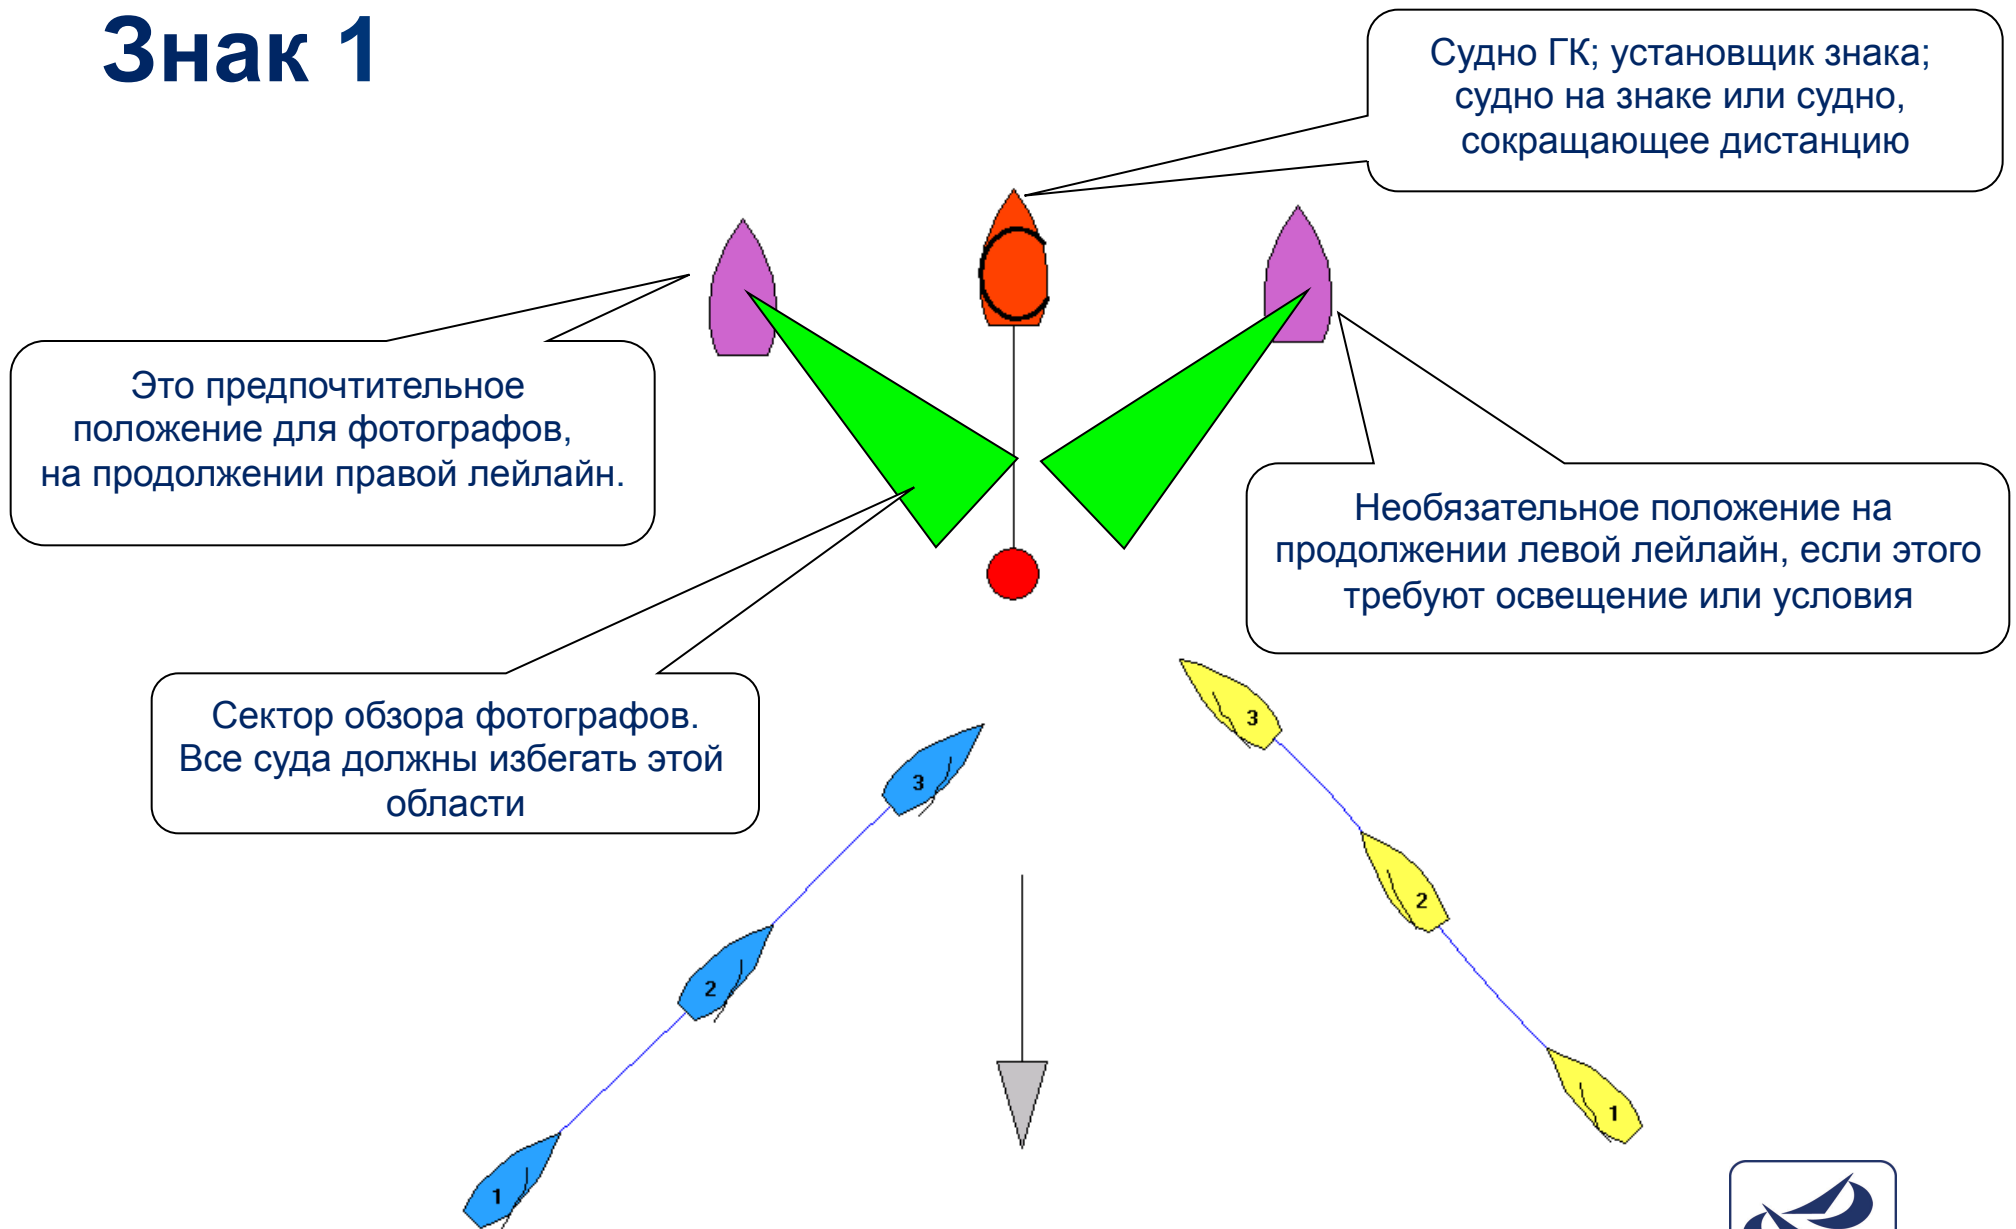 Знак 1
Судно ГК; установщик знака;
судно на знаке или судно,
сокращающее дистанцию
Это предпочтительное
положение для фотографов,
на продолжении правой лейлайн.
Необязательное положение на
продолжении левой лейлайн, если этого
требуют освещение или условия
Сектор обзора фотографов.
Все суда должны избегать этой
области
3
3
2
2
1
1